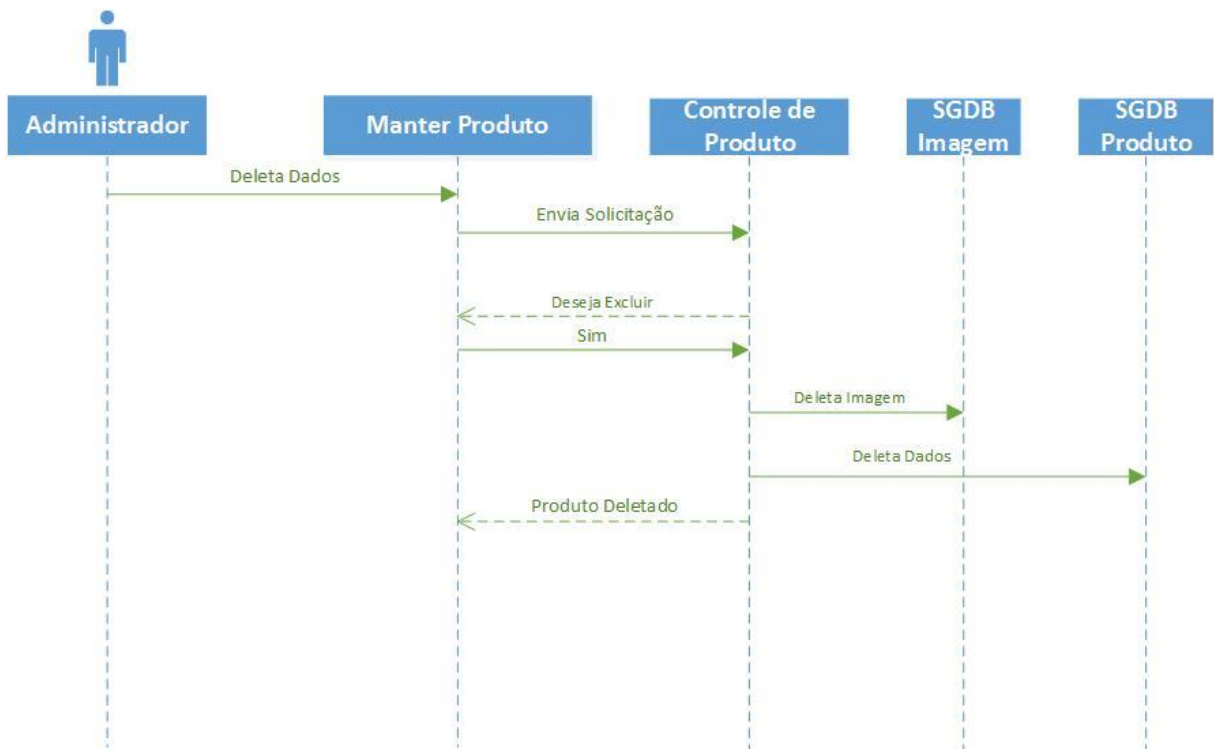 Administrador
Manter Produto
Controle de
Produto
SGDB
Imagem
SGDB
Produto
Deleta Dados
Envia Solicitação
Deseja Excluir
Sim
Deleta Imagem
Deleta Dados
Produto Deletado